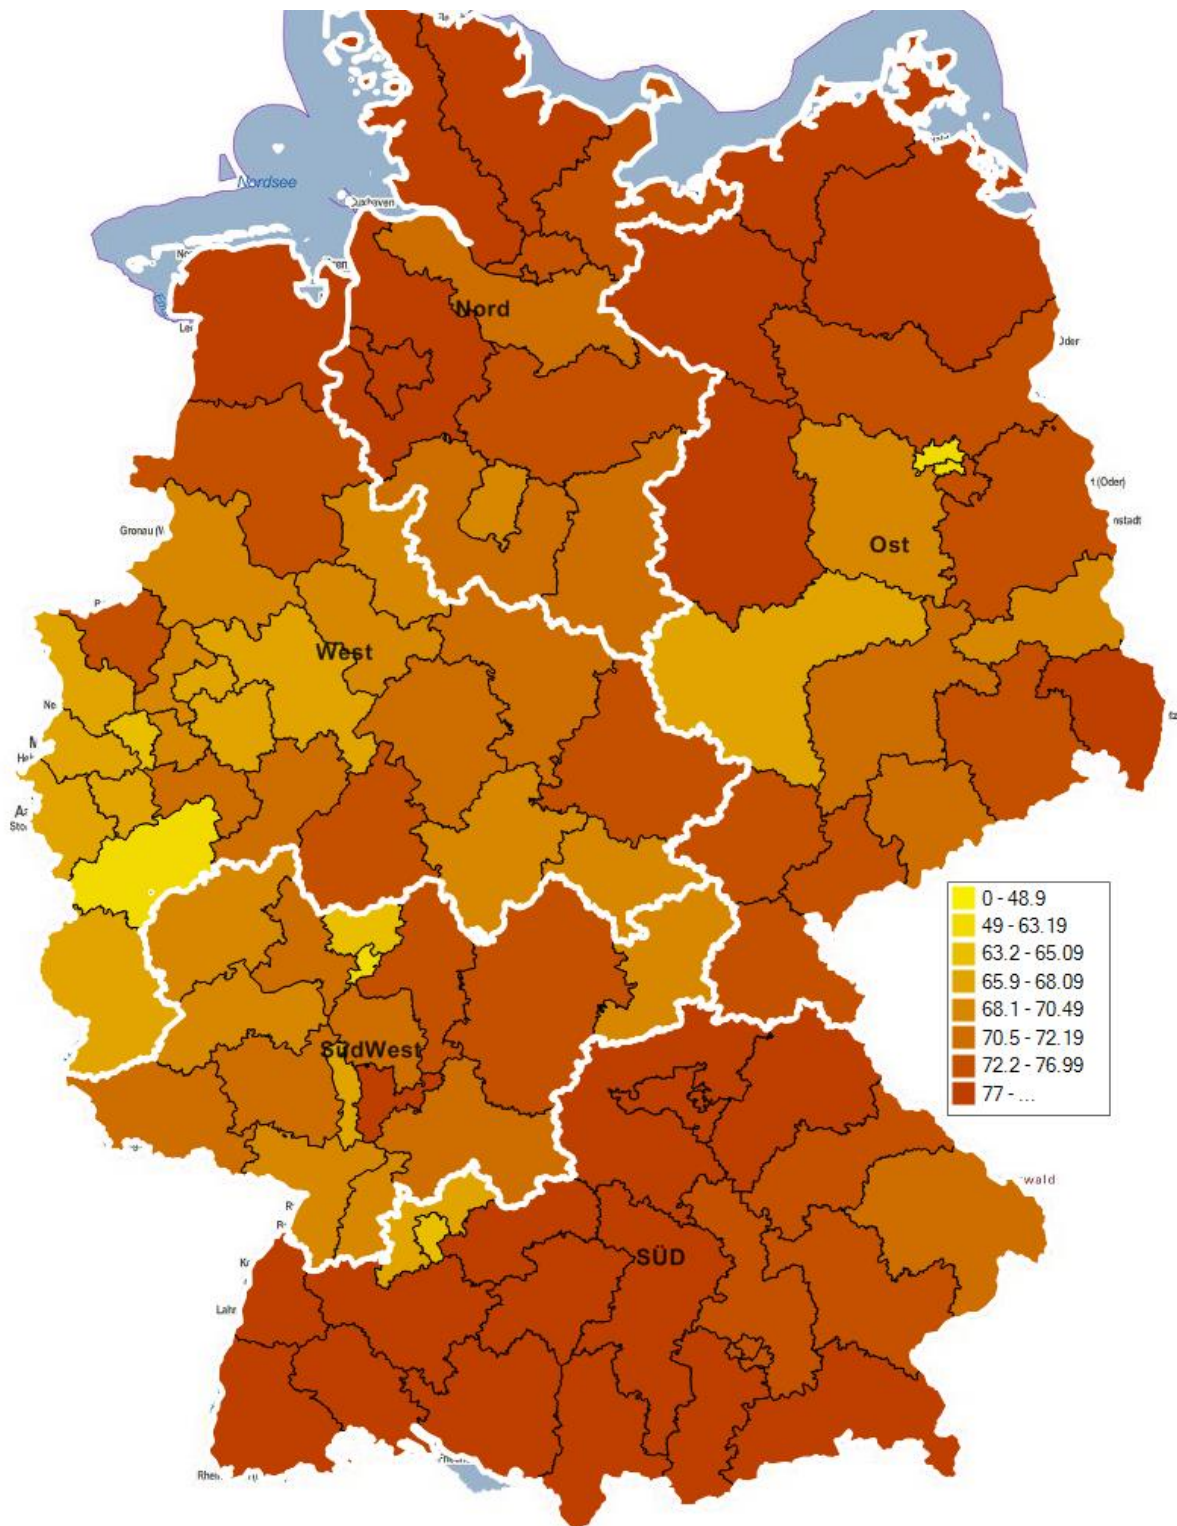 Nordsee
Cuxhaven
Nord
Oder
t (Oder)
Gronau (W
nstadt
Ost
West
0 - 48.9
49 - 63.19
63.2 - 65.09
65.9 - 68.09
68.1 - 70.49
70.5 - 72.19
72.2 - 76.99
77 - ...
SüdWest
wald
SÜD
Lahr